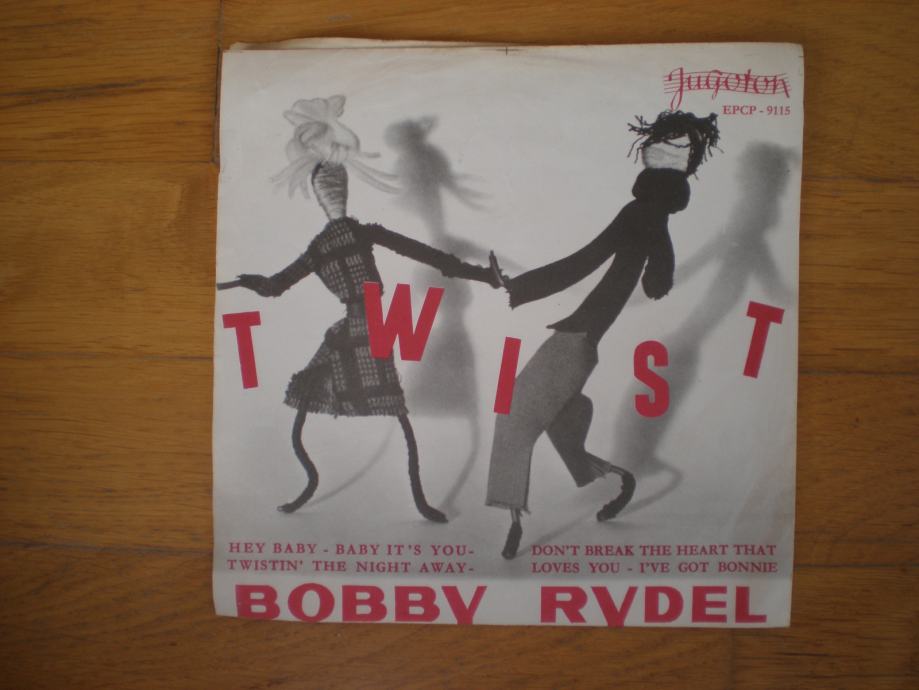 Jugoton
EPCP - 9115
TWIST
HEY BABY - BABY IT'S YOU-
TWISTIN' THE NIGHT AWAY-
DON'T BREAK THE HEART THAT
LOVES YOU - I'VE GOT BONNIE
BOBBY RYDEL